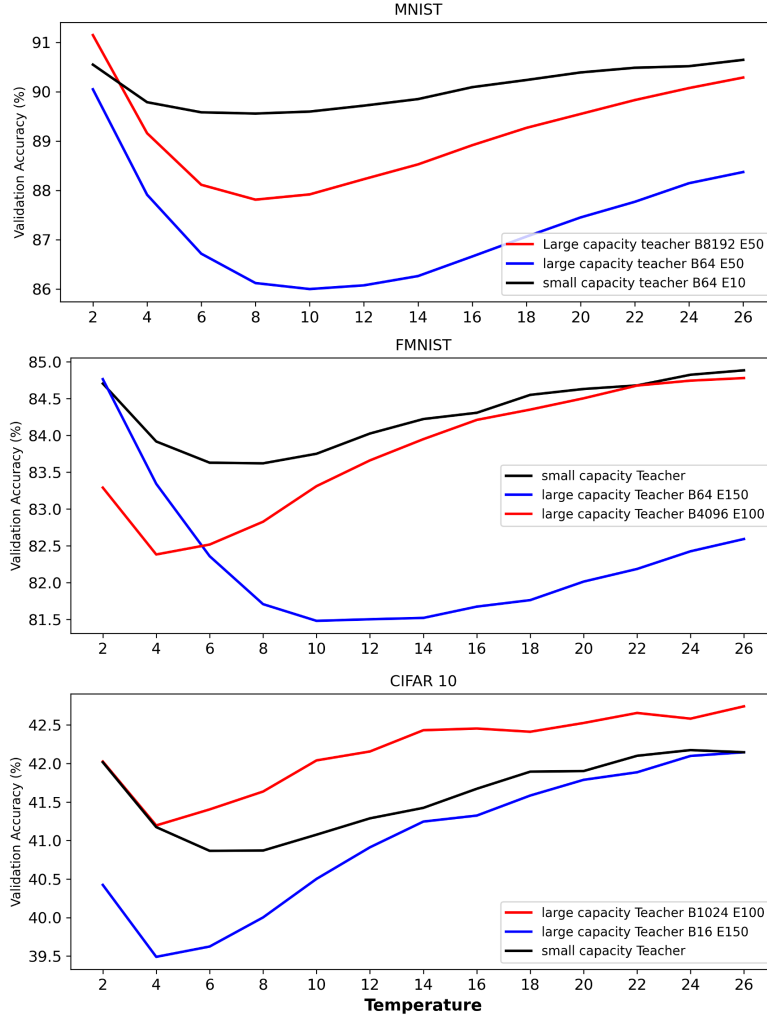 MNIST
Validation Accuracy (%)
91
90
89
88
87
86
Large capacity teacher B8192 E50
large capacity teacher B64 E50
small capacity teacher B64 E10
2 4 6 8 10 12 14 16 18 20 22 24 26
FMNIST
Validation Accuracy (%)
85.0
84.5
84.0
83.5
83.0
82.5
82.0
81.5
small capacity Teacher
large capacity Teacher B64 E150
large capacity Teacher B4096 E100
2 4 6 8 10 12 14 16 18 20 22 24 26
CIFAR 10
Validation Accuracy (%)
42.5
42.0
41.5
41.0
40.5
40.0
39.5
large capacity Teacher B1024 E100
large capacity Teacher B16 E150
small capacity Teacher
2 4 6 8 10 12 14 16 18 20 22 24 26
Temperature